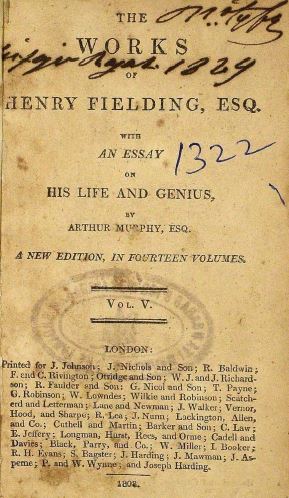 THE
WORKS
OF
HENRY FIELDING, ESQ.
1829
WITH
AN ESSAY
1322
ON
HIS LIFE AND GENIUS,
BY
ARTHUR MURPHY, ESQ.
A NEW EDITION, IN FOURTEEN VOLUMES.
VOL. V.
LONDON:
Printed for J. Johnson; J. Nichols and Son; R. Baldwin;
F. and C. Rivington; Otridge and Son; W. J. and J. Richard-
son; R. Faulder and Son; G. Nicol and Son; T. Payne;
G. Robinson; W. Lowndes; Wilkie and Robinson; Scatch-
erd and Letterman; Lane and Newman; J. Walker; Vernor,
Hood, and Sharpe; R. Lea; J. Nunn; Lackington, Allen,
and Co.; Cuthell and Martin; Barker and Son; C. Law;
E. Jeffery; Longman, Hurst, Rees, and Orme; Cadell and
Davies; Black, Parry, and Co.; W. Miller; I. Booker;
R. H. Evans; S. Bagster; J. Harding; J. Mawman; J. As-
perne; P. and W. Wynne; and Joseph Harding.